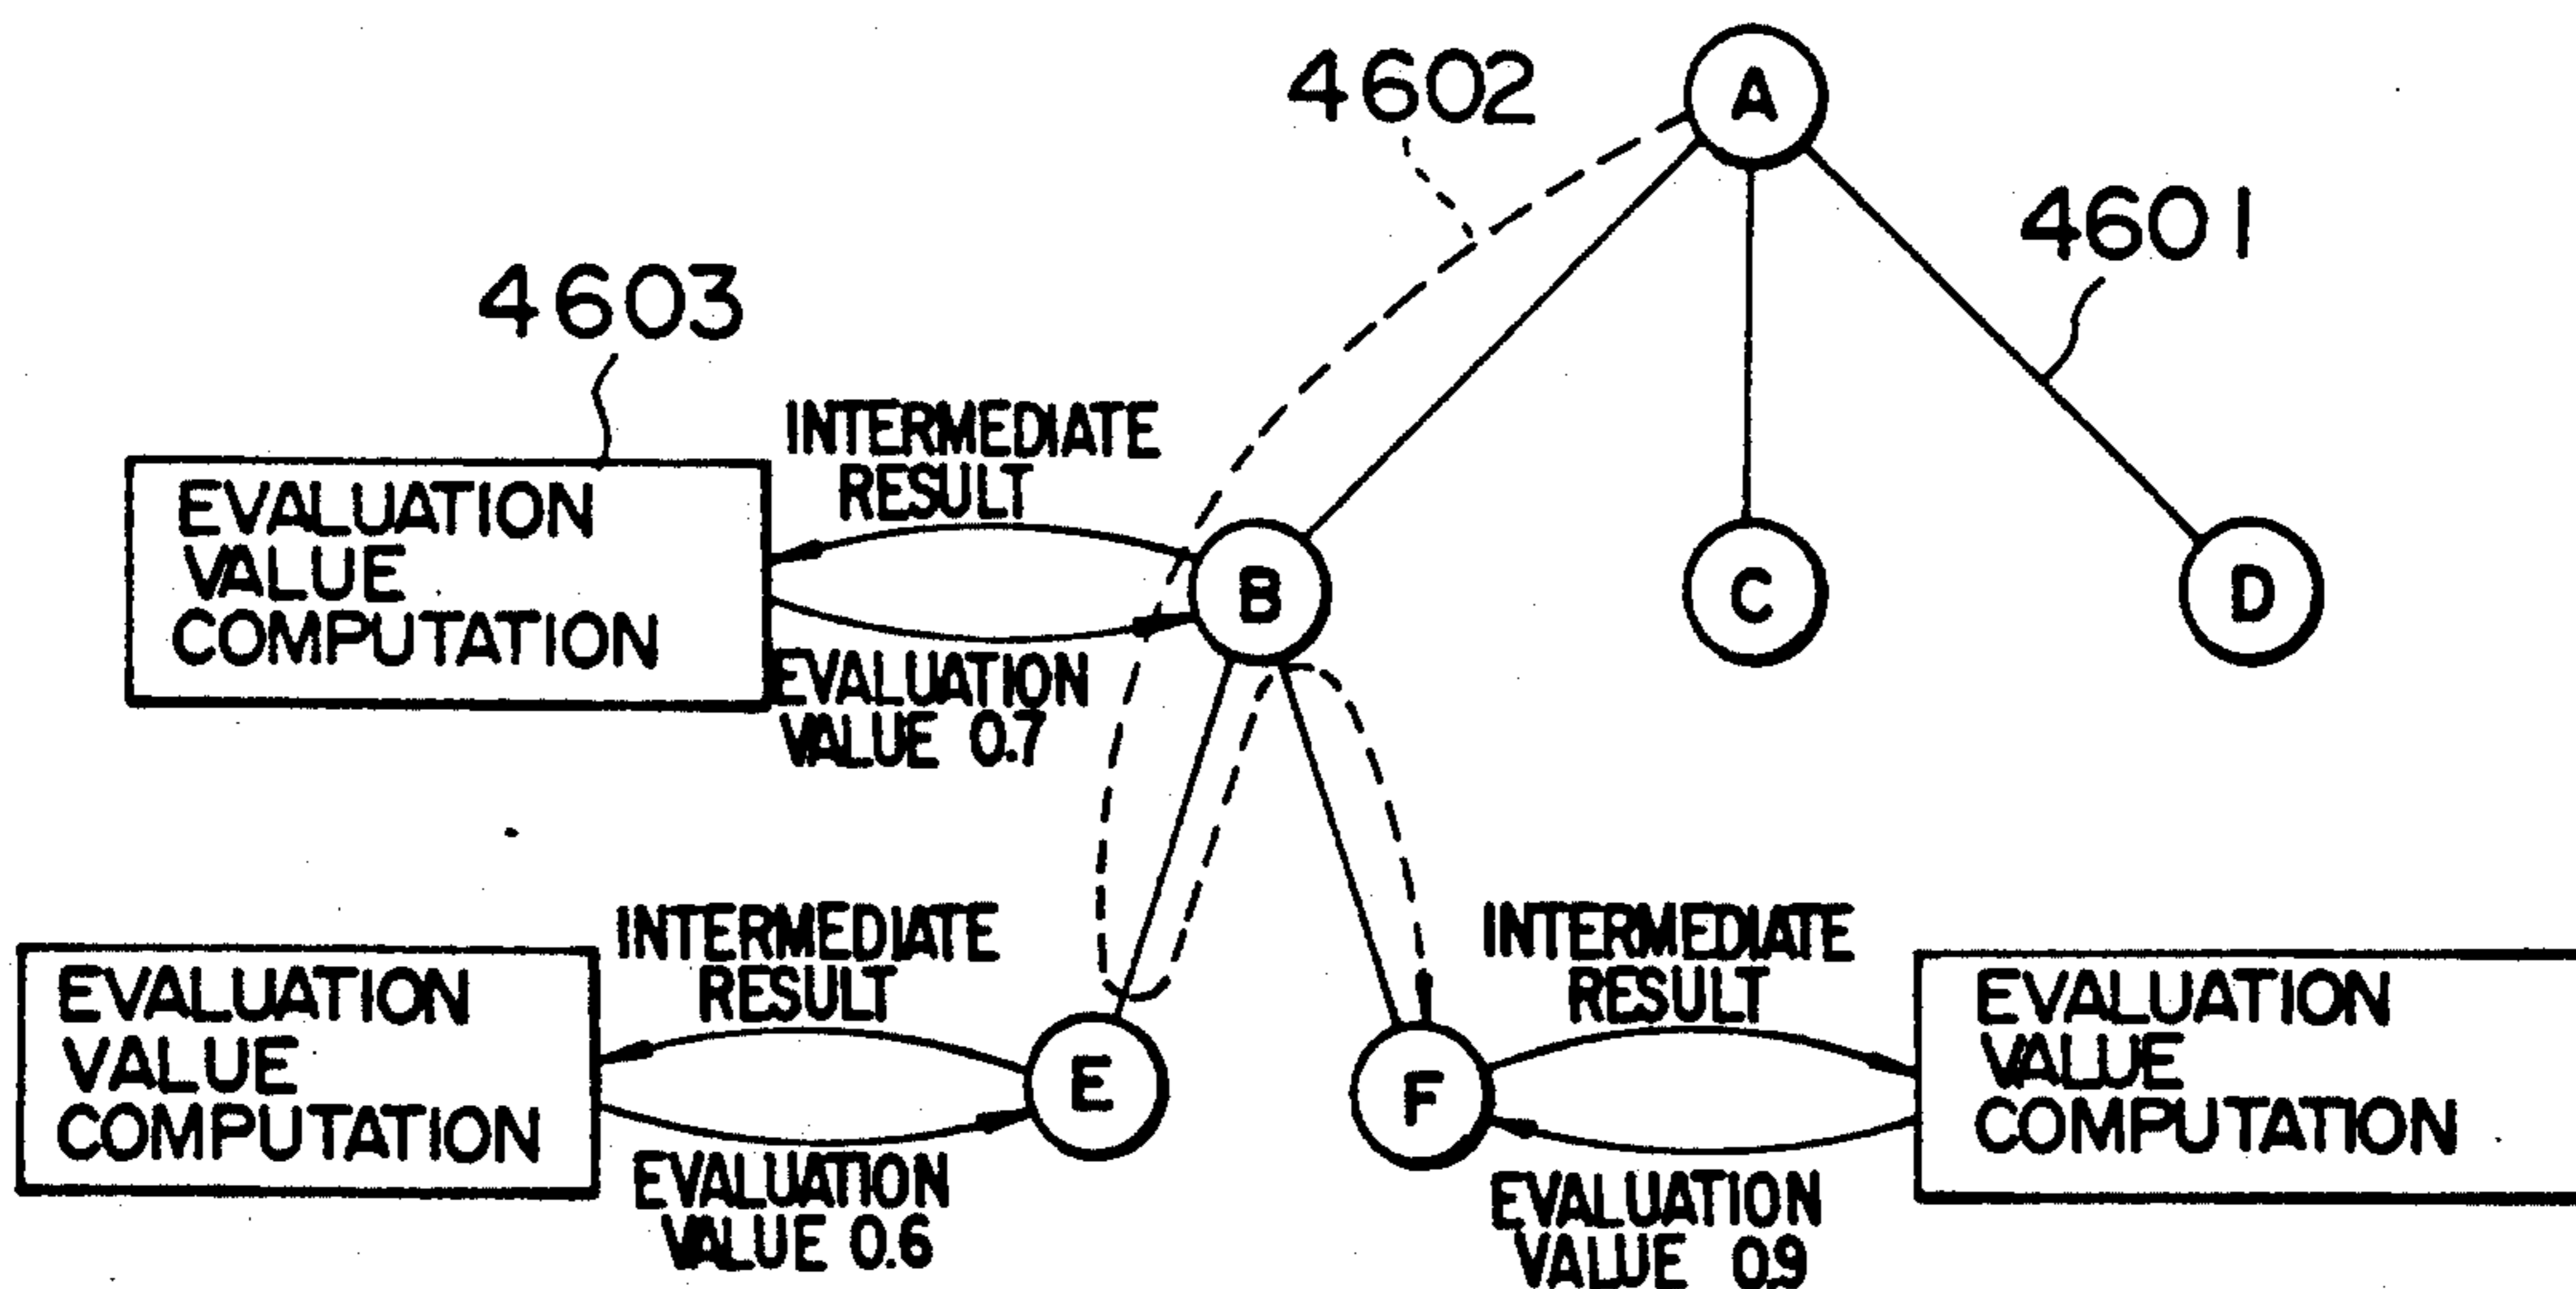 4602
A
4601
4603
INTERMEDIATE
RESULT
EVALUATION
VALUE
COMPUTATION
B
C
D
EVALUATION
VALUE 0.7
INTERMEDIATE
RESULT
INTERMEDIATE
RESULT
EVALUATION
VALUE
COMPUTATION
E
F
EVALUATION
VALUE
COMPUTATION
EVALUATION
VALUE 0.6
EVALUATION
VALUE 0.9